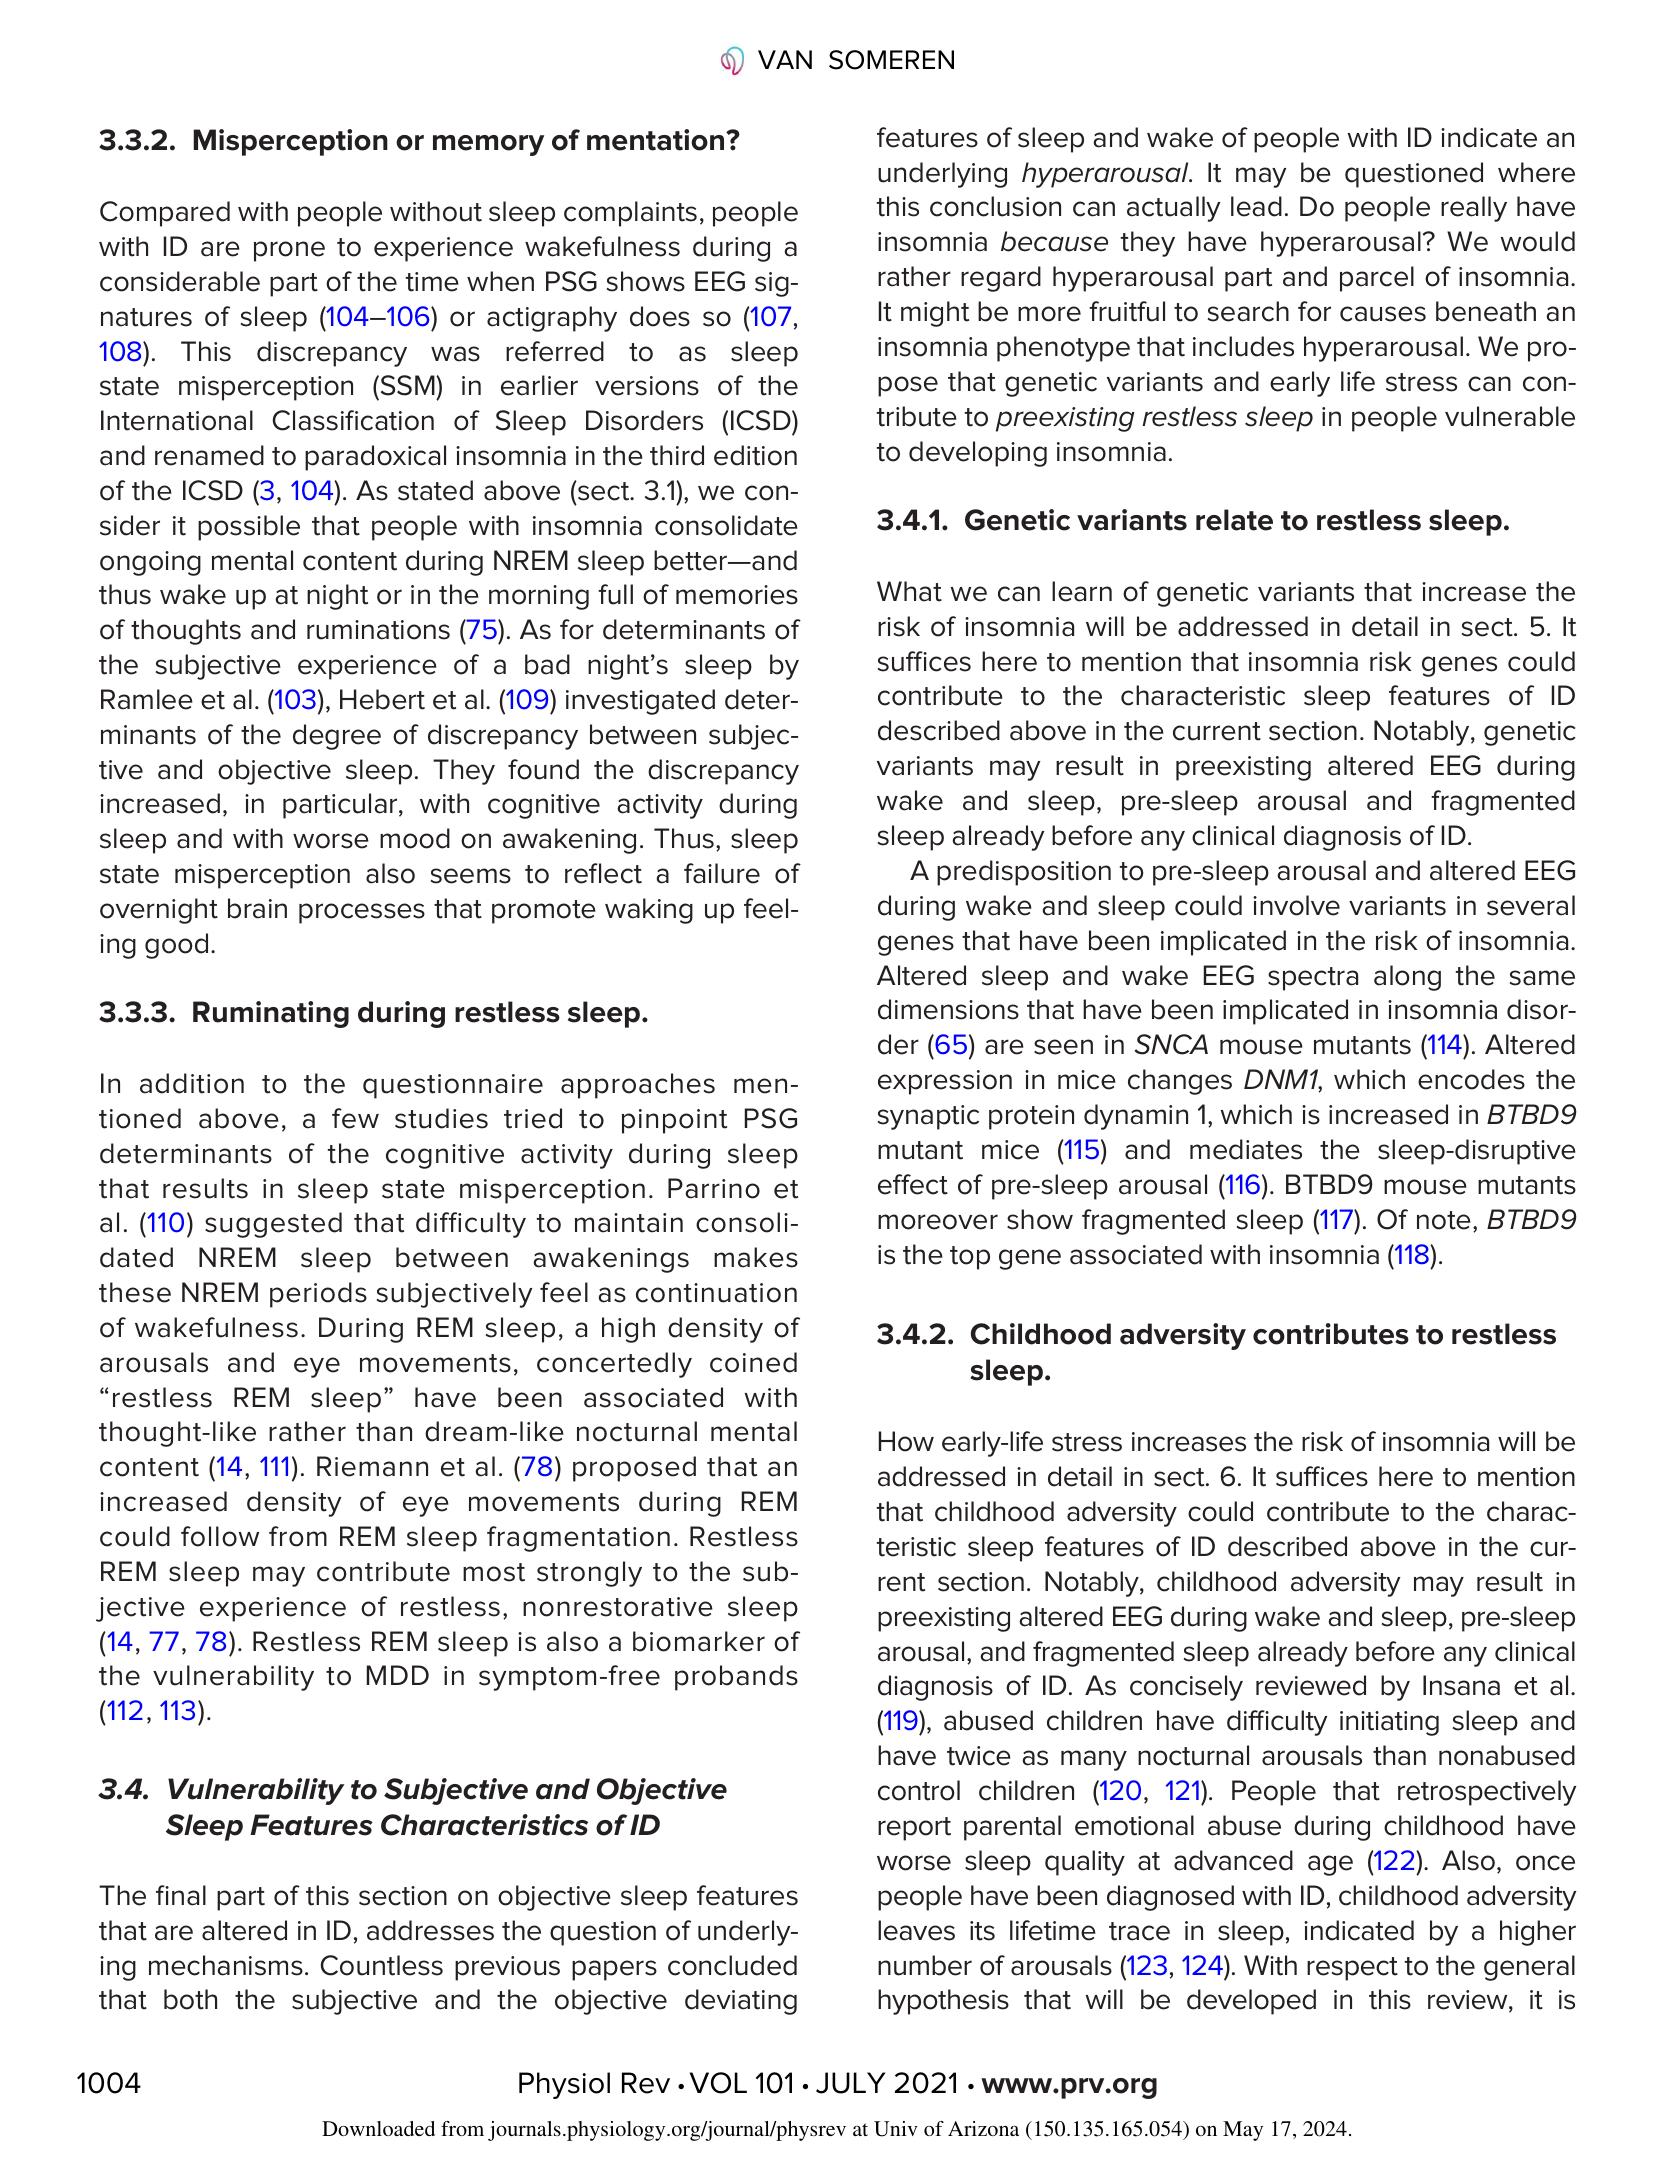 VAN SOMEREN
3.3.2. Misperception or memory of mentation?
Compared with people without sleep complaints, people
with ID are prone to experience wakefulness during a
considerable part of the time when PSG shows EEG sig-
natures of sleep (104–106) or actigraphy does so (107,
108). This discrepancy was referred to as sleep
state misperception (SSM) in earlier versions of the
International Classification of Sleep Disorders (ICSD)
and renamed to paradoxical insomnia in the third edition
of the ICSD (3, 104). As stated above (sect. 3.1), we con-
sider it possible that people with insomnia consolidate
ongoing mental content during NREM sleep better—and
thus wake up at night or in the morning full of memories
of thoughts and ruminations (75). As for determinants of
the subjective experience of a bad night's sleep by
Ramlee et al. (103), Hebert et al. (109) investigated deter-
minants of the degree of discrepancy between subjec-
tive and objective sleep. They found the discrepancy
increased, in particular, with cognitive activity during
sleep and with worse mood on awakening. Thus, sleep
state misperception also seems to reflect a failure of
overnight brain processes that promote waking up feel-
ing good.
3.3.3. Ruminating during restless sleep.
In addition to the questionnaire approaches men-
tioned above, a few studies tried to pinpoint PSG
determinants of the cognitive activity during sleep
that results in sleep state misperception. Parrino et
al. (110) suggested that difficulty to maintain consoli-
dated NREM sleep between awakenings makes
these NREM periods subjectively feel as continuation
of wakefulness. During REM sleep, a high density of
arousals and eye movements, concertedly coined
“restless REM sleep” have been associated with
thought-like rather than dream-like nocturnal mental
content (14, 111). Riemann et al. (78) proposed that an
increased density of eye movements during REM
could follow from REM sleep fragmentation. Restless
REM sleep may contribute most strongly to the sub-
jective experience of restless, nonrestorative sleep
(14, 77, 78). Restless REM sleep is also a biomarker of
the vulnerability to MDD in symptom-free probands
(112, 113).
3.4. Vulnerability to Subjective and Objective
Sleep Features Characteristics of ID
The final part of this section on objective sleep features
that are altered in ID, addresses the question of underly-
ing mechanisms. Countless previous papers concluded
that both the subjective and the objective deviating
features of sleep and wake of people with ID indicate an
underlying hyperarousal. It may be questioned where
this conclusion can actually lead. Do people really have
insomnia because they have hyperarousal? We would
rather regard hyperarousal part and parcel of insomnia.
It might be more fruitful to search for causes beneath an
insomnia phenotype that includes hyperarousal. We pro-
pose that genetic variants and early life stress can con-
tribute to preexisting restless sleep in people vulnerable
to developing insomnia.
3.4.1. Genetic variants relate to restless sleep.
What we can learn of genetic variants that increase the
risk of insomnia will be addressed in detail in sect. 5. It
suffices here to mention that insomnia risk genes could
contribute to the characteristic sleep features of ID
described above in the current section. Notably, genetic
variants may result in preexisting altered EEG during
wake and sleep, pre-sleep arousal and fragmented
sleep already before any clinical diagnosis of ID.
A predisposition to pre-sleep arousal and altered EEG
during wake and sleep could involve variants in several
genes that have been implicated in the risk of insomnia.
Altered sleep and wake EEG spectra along the same
dimensions that have been implicated in insomnia disor-
der (65) are seen in SNCA mouse mutants (114). Altered
expression in mice changes DNM1, which encodes the
synaptic protein dynamin 1, which is increased in BTBD9
mutant mice (115) and mediates the sleep-disruptive
effect of pre-sleep arousal (116). BTBD9 mouse mutants
moreover show fragmented sleep (117). Of note, BTBD9
is the top gene associated with insomnia (118).
3.4.2. Childhood adversity contributes to restless
sleep.
How early-life stress increases the risk of insomnia will be
addressed in detail in sect. 6. It suffices here to mention
that childhood adversity could contribute to the charac-
teristic sleep features of ID described above in the cur-
rent section. Notably, childhood adversity may result in
preexisting altered EEG during wake and sleep, pre-sleep
arousal, and fragmented sleep already before any clinical
diagnosis of ID. As concisely reviewed by Insana et al.
(119), abused children have difficulty initiating sleep and
have twice as many nocturnal arousals than nonabused
control children (120, 121). People that retrospectively
report parental emotional abuse during childhood have
worse sleep quality at advanced age (122). Also, once
people have been diagnosed with ID, childhood adversity
leaves its lifetime trace in sleep, indicated by a higher
number of arousals (123, 124). With respect to the general
hypothesis that will be developed in this review, it is
1004
Physiol Rev • VOL 101 • JULY 2021 • www.prv.org
Downloaded from journals.physiology.org/journal/physrev at Univ of Arizona (150.135.165.054) on May 17, 2024.